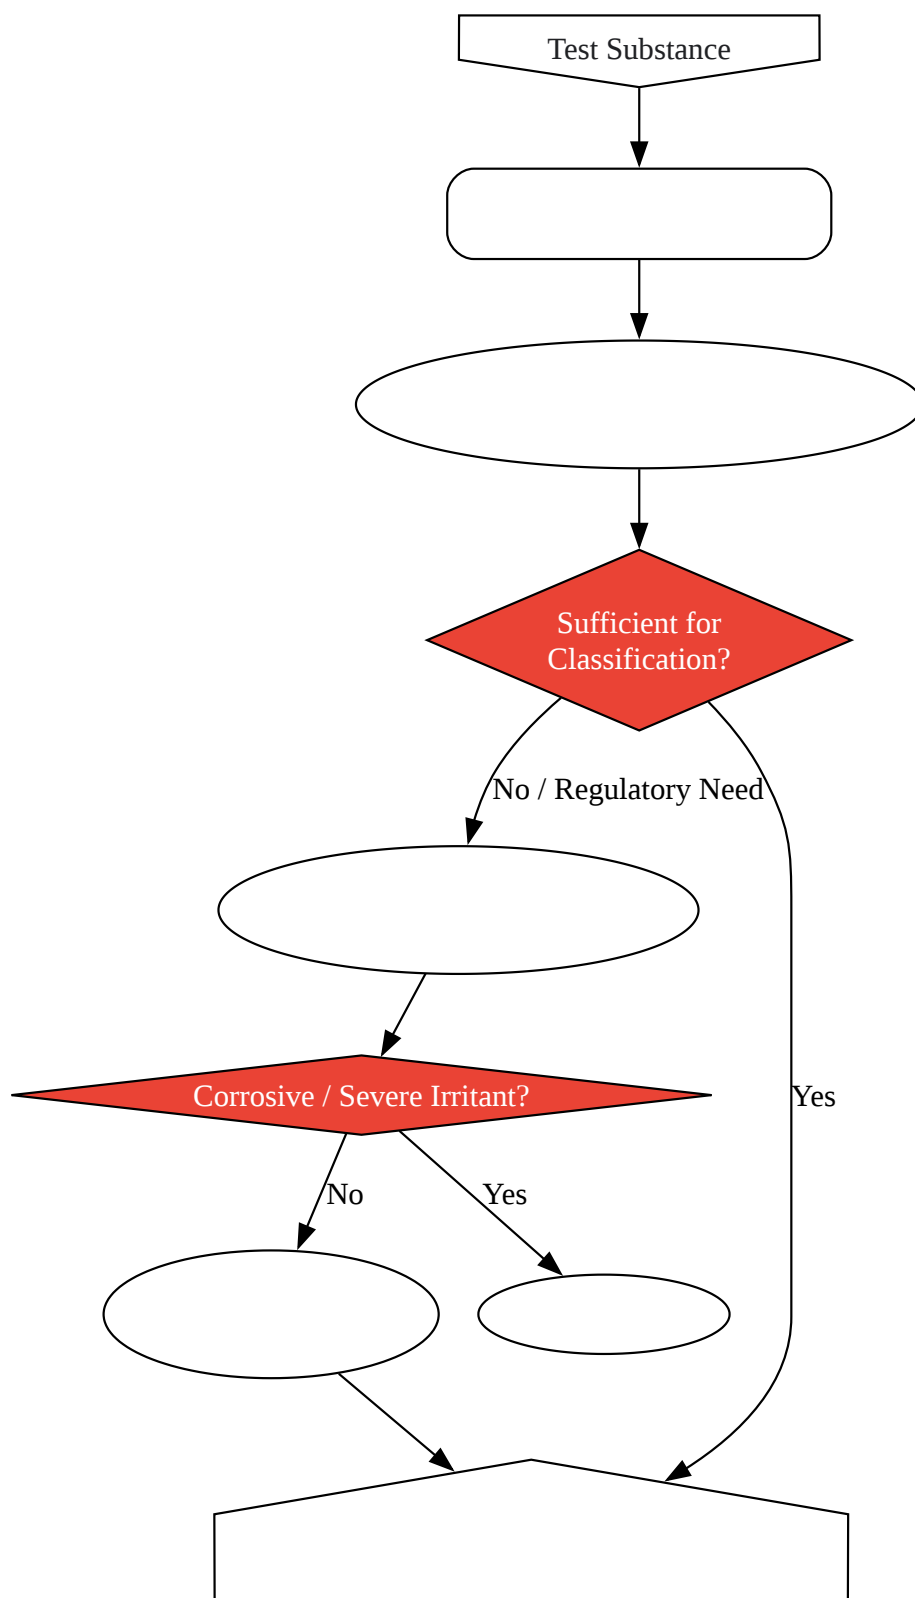 Test Substance
Sufficient for
Classification?
No / Regulatory Need
Corrosive / Severe Irritant?
Yes
No
Yes